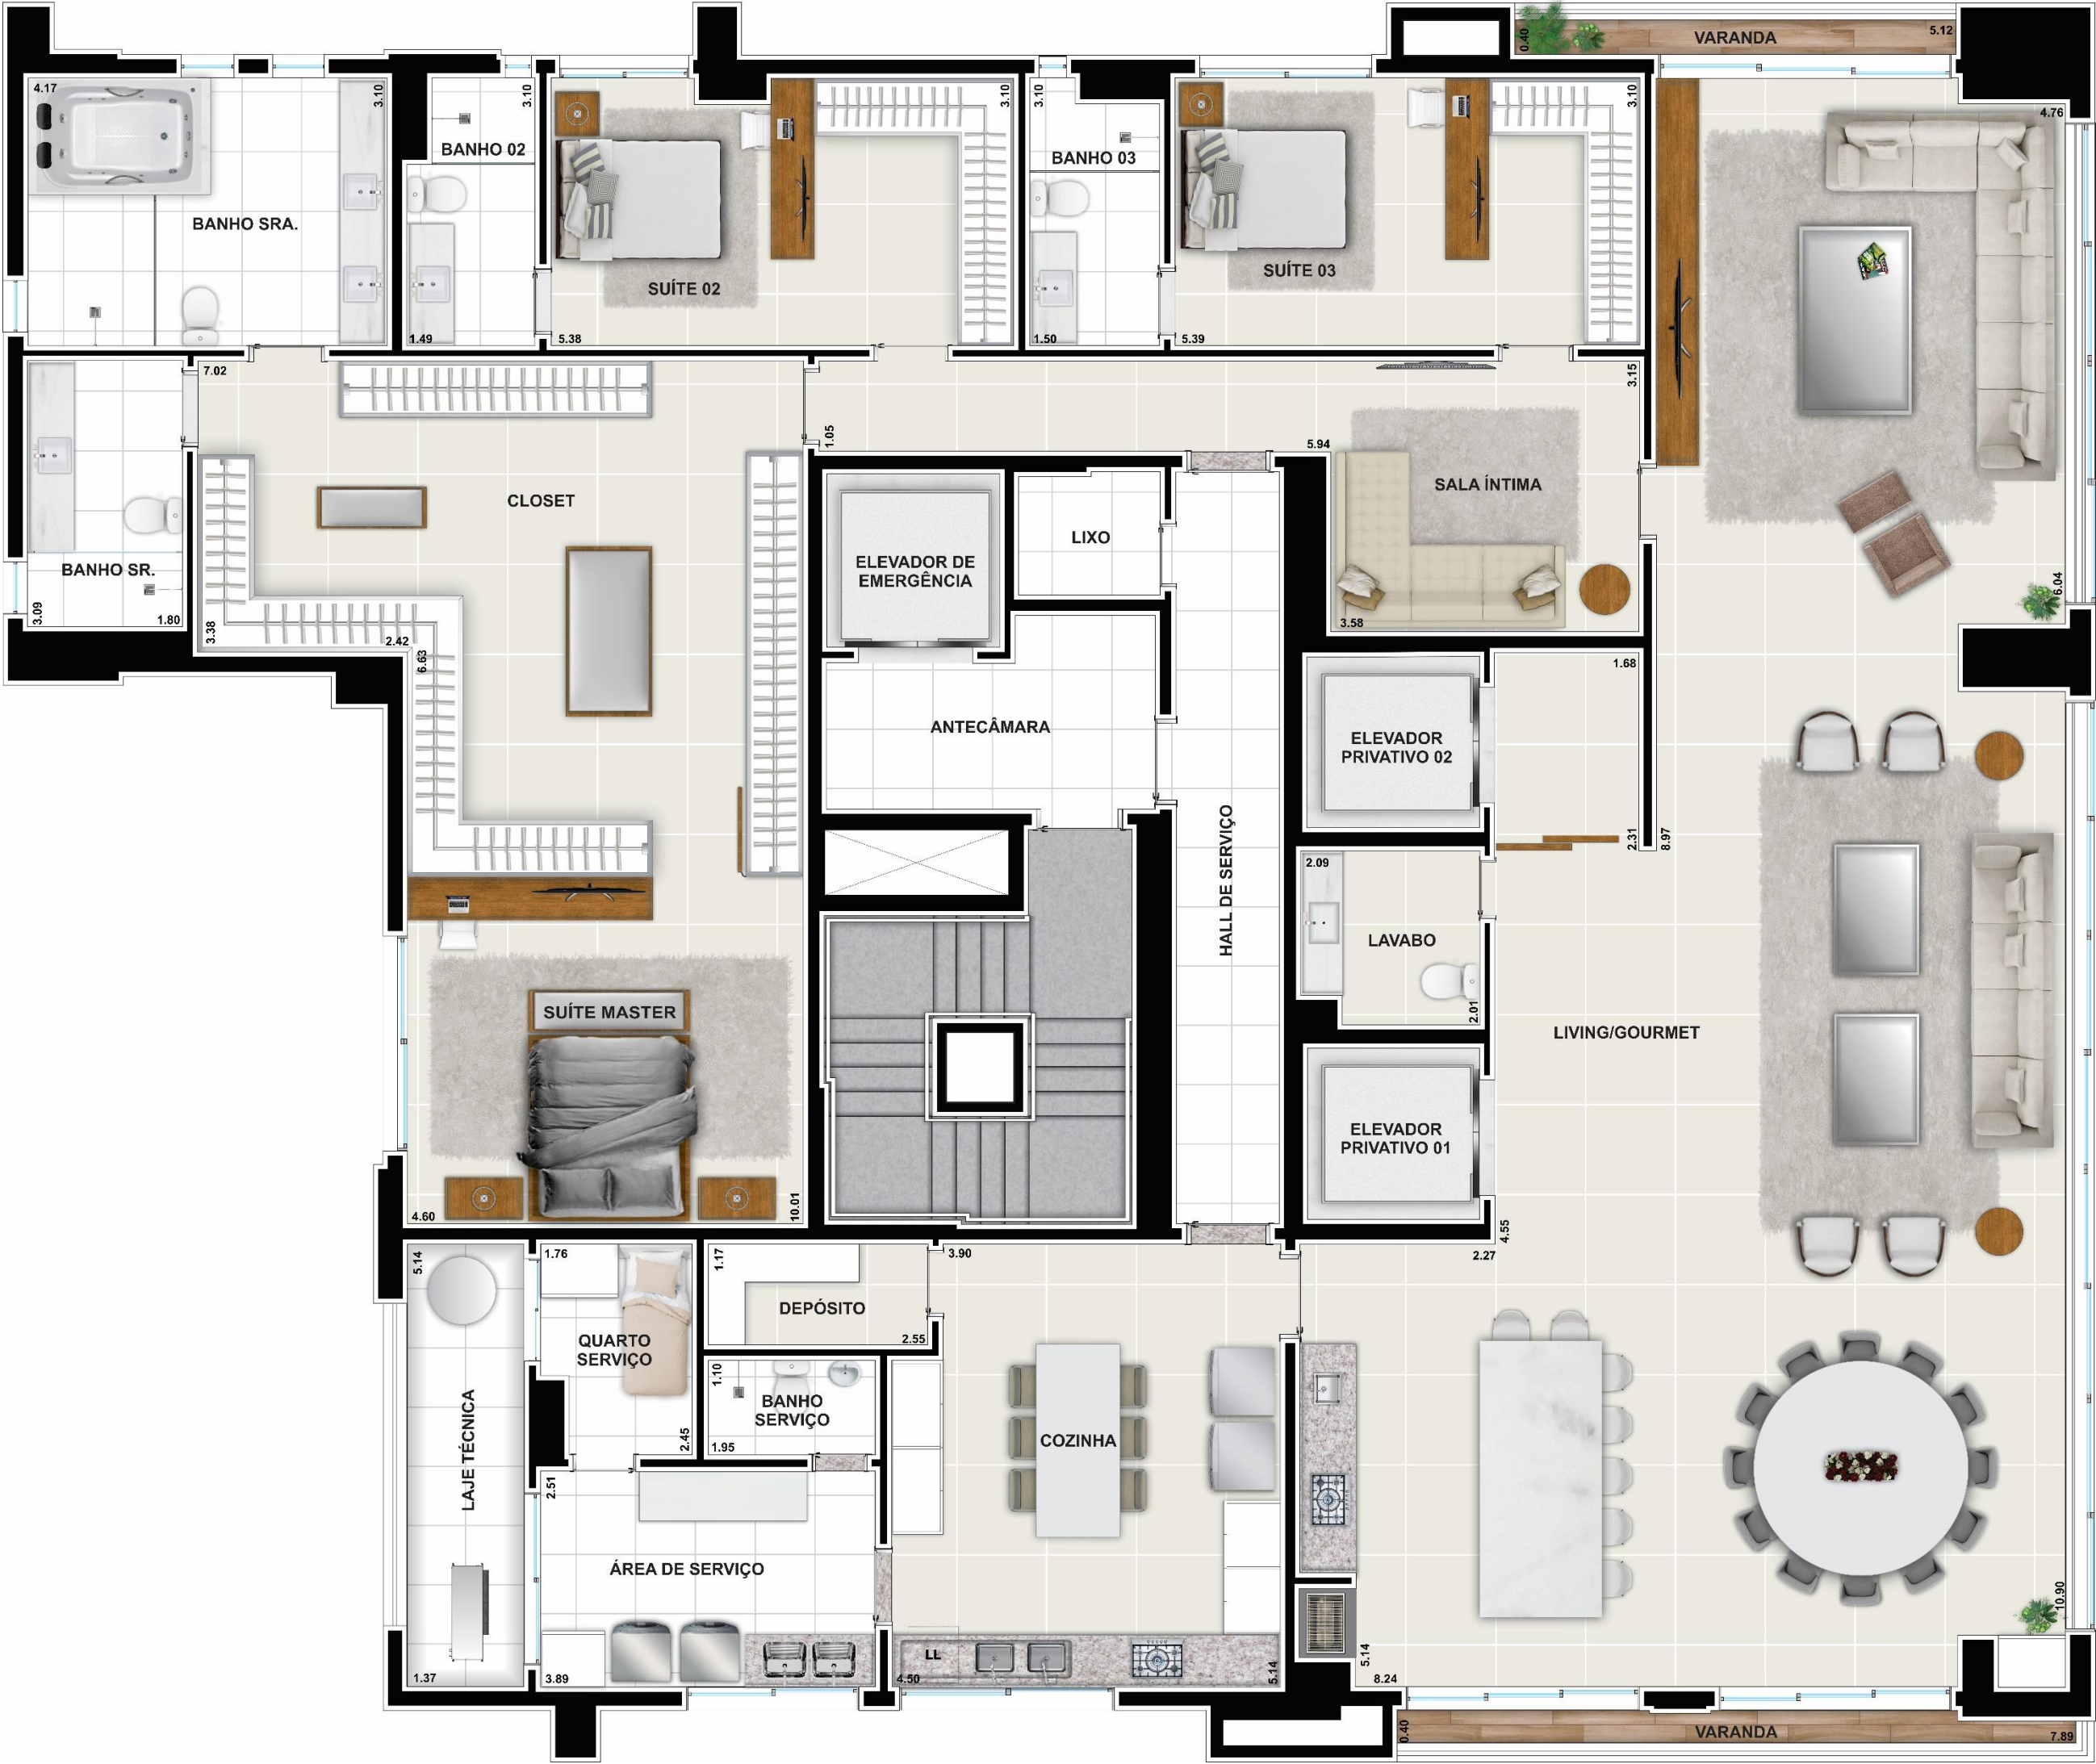 VARANDA
5.12
0.40
4.17
3.10
BANHO SRA.
3.10
BANHO 02
1.49
3.10
SUÍTE 02
5.38
3.10
BANHO 03
1.50
3.10
SUÍTE 03
5.39
4.76
6.04
7.02
CLOSET
3.38
2.42
6.63
BANHO SR.
3.09
1.80
1.05
5.94
3.15
SALA ÍNTIMA
3.58
ELEVADOR DE
EMERGÊNCIA
LIXO
ANTECÂMARA
HALL DE SERVIÇO
ELEVADOR
PRIVATIVO 02
1.68
2.31
8.97
2.09
LAVABO
2.01
LIVING/GOURMET
ELEVADOR
PRIVATIVO 01
4.55
2.27
SUÍTE MASTER
4.60
10.01
5.14
LAJE TÉCNICA
1.37
1.76
QUARTO
SERVIÇO
2.45
1.17
DEPÓSITO
2.55
1.10
BANHO
SERVIÇO
1.95
3.90
COZINHA
LL
4.50
5.14
2.51
ÁREA DE SERVIÇO
3.89
5.14
8.24
10.90
0.40
VARANDA
7.89